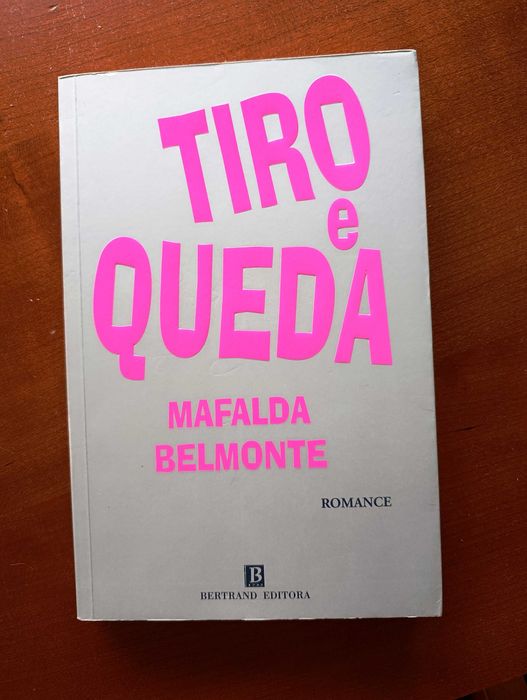 TIRO
e
QUEDA
MAFALDA
BELMONTE
ROMANCE
B
BERTRAND EDITORA